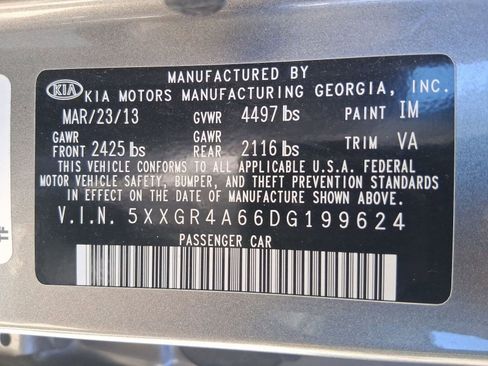 MANUFACTURED BY
KIA KIA MOTORS MANUFACTURING GEORGIA, INC.
MAR/23/13 GVWR 4497 lbs PAINT IM
GAWR FRONT 2425 lbs GAWR REAR 2116 lbs TRIM VA
THIS VEHICLE CONFORMS TO ALL APPLICABLE U.S.A. FEDERAL
MOTOR VEHICLE SAFETY, BUMPER, AND THEFT PREVENTION STANDARDS
IN EFFECT ON THE DATE OF MANUFACTURE SHOWN ABOVE.
V.I.N. 5XXGR4A66DG199624
PASSENGER CAR